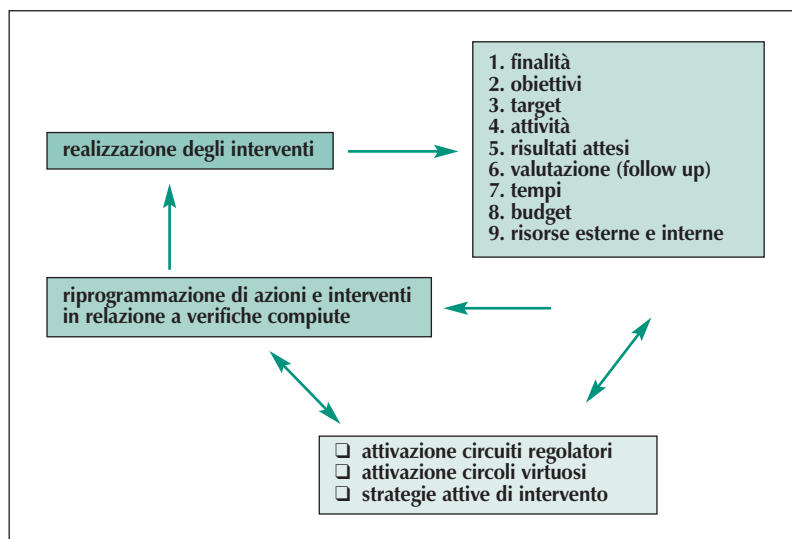 1. finalità
2. obiettivi
3. target
4. attività
5. risultati attesi
6. valutazione (follow up)
7. tempi
8. budget
9. risorse esterne e interne
realizzazione degli interventi
riprogrammazione di azioni e interventi
in relazione a verifiche compiute
❏ attivazione circuiti regolatori
❏ attivazione circoli virtuosi
❏ strategie attive di intervento